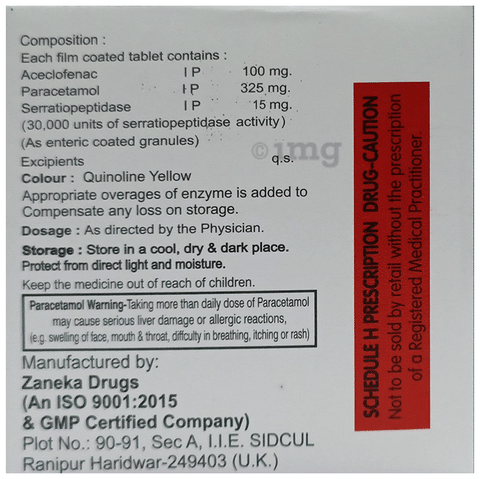 Composition :
Each film coated tablet contains :
Aceclofenac I P 100 mg.
Paracetamol I P 325 mg.
Serratiopeptidase I P 15 mg.
(30,000 units of serratiopeptidase activity)
(As enteric coated granules)
Excipients q.s.
Colour : Quinoline Yellow
Appropriate overages of enzyme is added to
Compensate any loss on storage.
Dosage : As directed by the Physician.
Storage : Store in a cool, dry & dark place.
Protect from direct light and moisture.
Keep the medicine out of reach of children.
Paracetamol Warning-Taking more than daily dose of Paracetamol
may cause serious liver damage or allergic reactions,
(e.g. swelling of face, mouth & throat, difficulty in breathing, itching or rash)
Manufactured by:
Zaneka Drugs
(An ISO 9001:2015
& GMP Certified Company)
Plot No.: 90-91, Sec A, I.I.E. SIDCUL
Ranipur Haridwar-249403 (U.K.)
SCHEDULE H PRESCRIPTION DRUG-CAUTION
Not to be sold by retail without the prescription
of a Registered Medical Practitioner.
©img